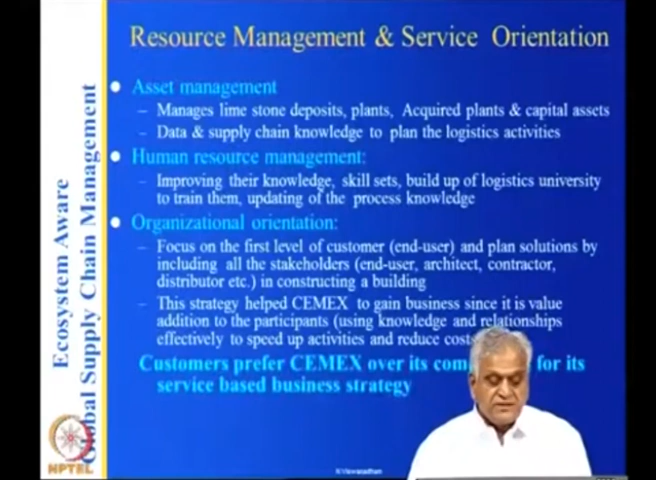 Resource Management & Service Orientation
Asset management
– Manages lime stone deposits, plants, Acquired plants & capital assets
– Data & supply chain knowledge to plan the logistics activities
Human resource management:
– Improving their knowledge, skill sets, build up of logistics university
to train them, updating of the process knowledge
Organizational orientation:
– Focus on the first level of customer (end-user) and plan solutions by
including all the stakeholders (end-user, architect, contractor,
distributor etc.) in constructing a building
– This strategy helped CEMEX to gain business since it is value
addition to the participants (using knowledge and relationships
effectively to speed up activities and reduce
Customers prefer CEMEX over its for its
service based business strategy
Ecosystem Aware
Global Supply Chain Management
NPTEL
N.Viswanadham